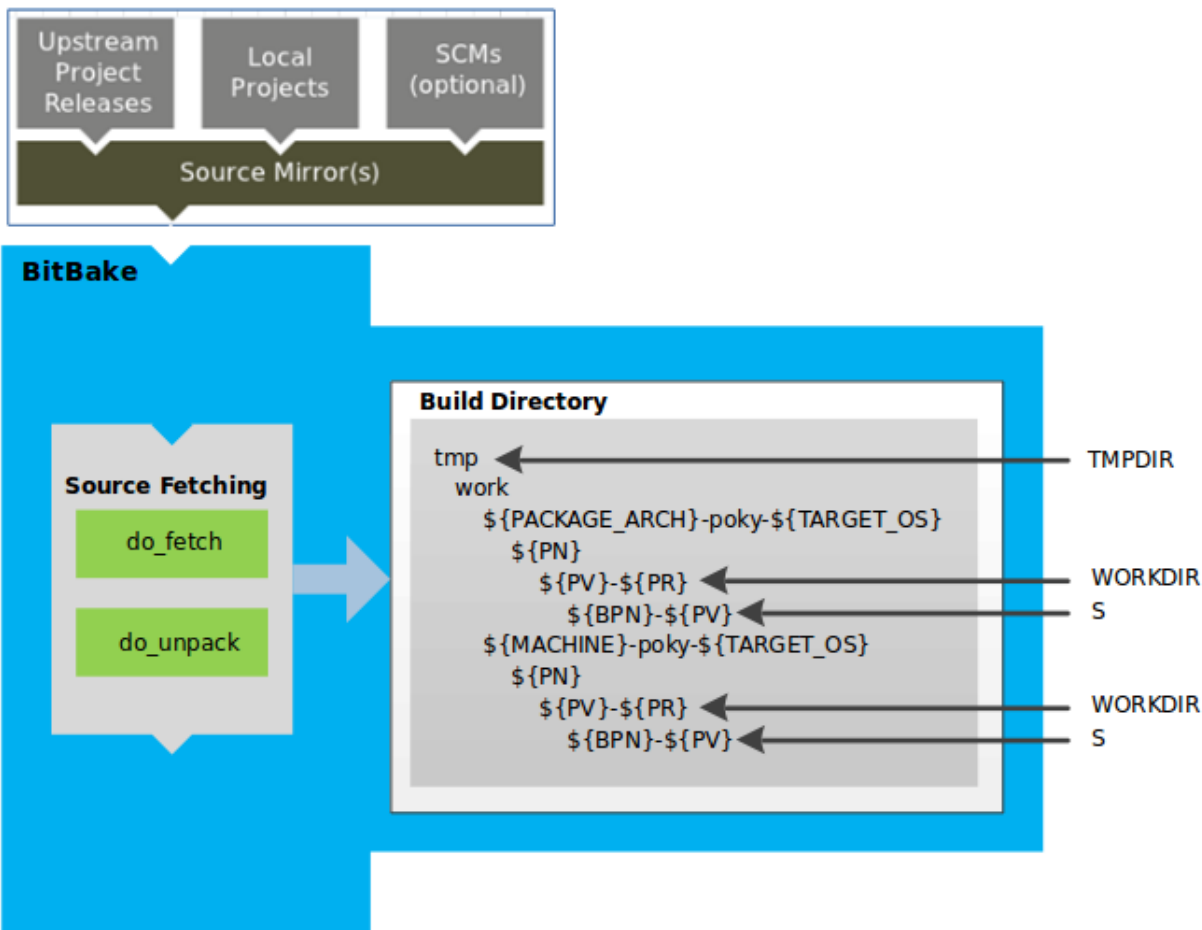 Upstream
Project
Releases
Local
Projects
SCMs
(optional)
Source Mirror(s)
BitBake
Source Fetching
do_fetch
do_unpack
Build Directory
tmp
work
${PACKAGE_ARCH}-poky-${TARGET_OS}
${PN}
${PV}-${PR}
${BPN}-${PV}
${MACHINE}-poky-${TARGET_OS}
${PN}
${PV}-${PR}
${BPN}-${PV}
TMPDIR
WORKDIR
S
WORKDIR
S